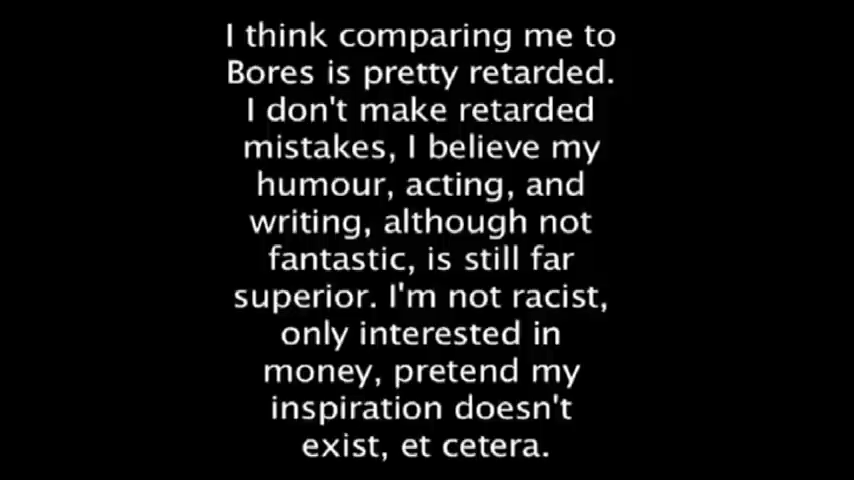 I think comparing me to
Bores is pretty retarded.
I don't make retarded
mistakes, I believe my
humour, acting, and
writing, although not
fantastic, is still far
superior. I'm not racist,
only interested in
money, pretend my
inspiration doesn't
exist, et cetera.